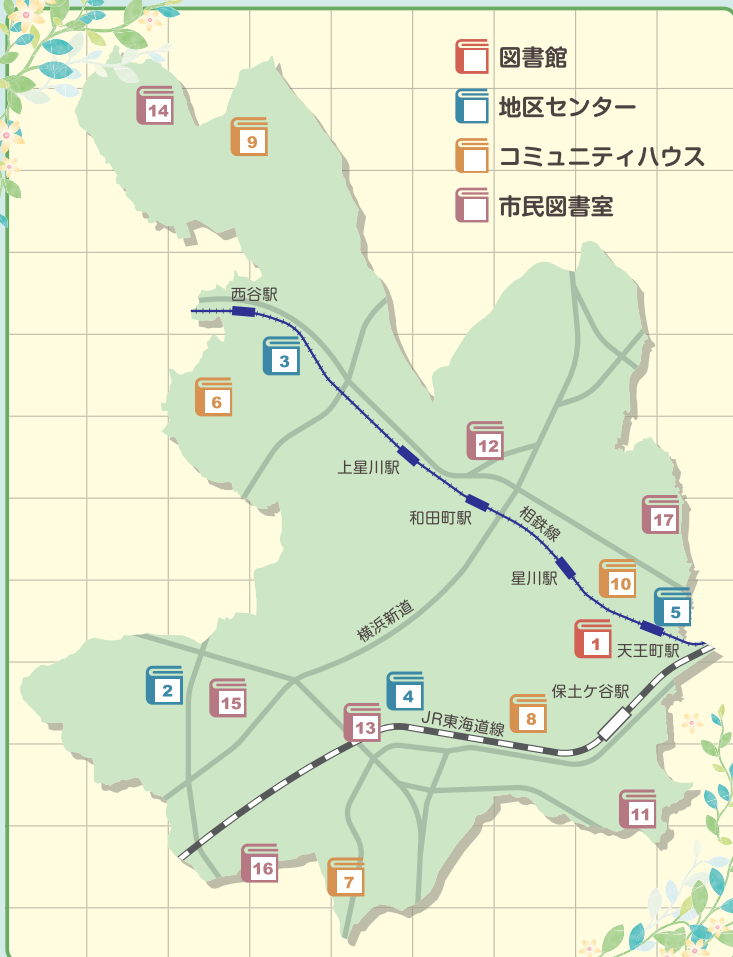 図書館
地区センター
コミュニティハウス
市民図書室
14
9
西谷駅
3
6
12
上星川駅
和田町駅
相鉄線
17
星川駅
10
5
横浜新道
1
天王町駅
2
15
4
保土ケ谷駅
13
JR東海道線
8
11
16
7